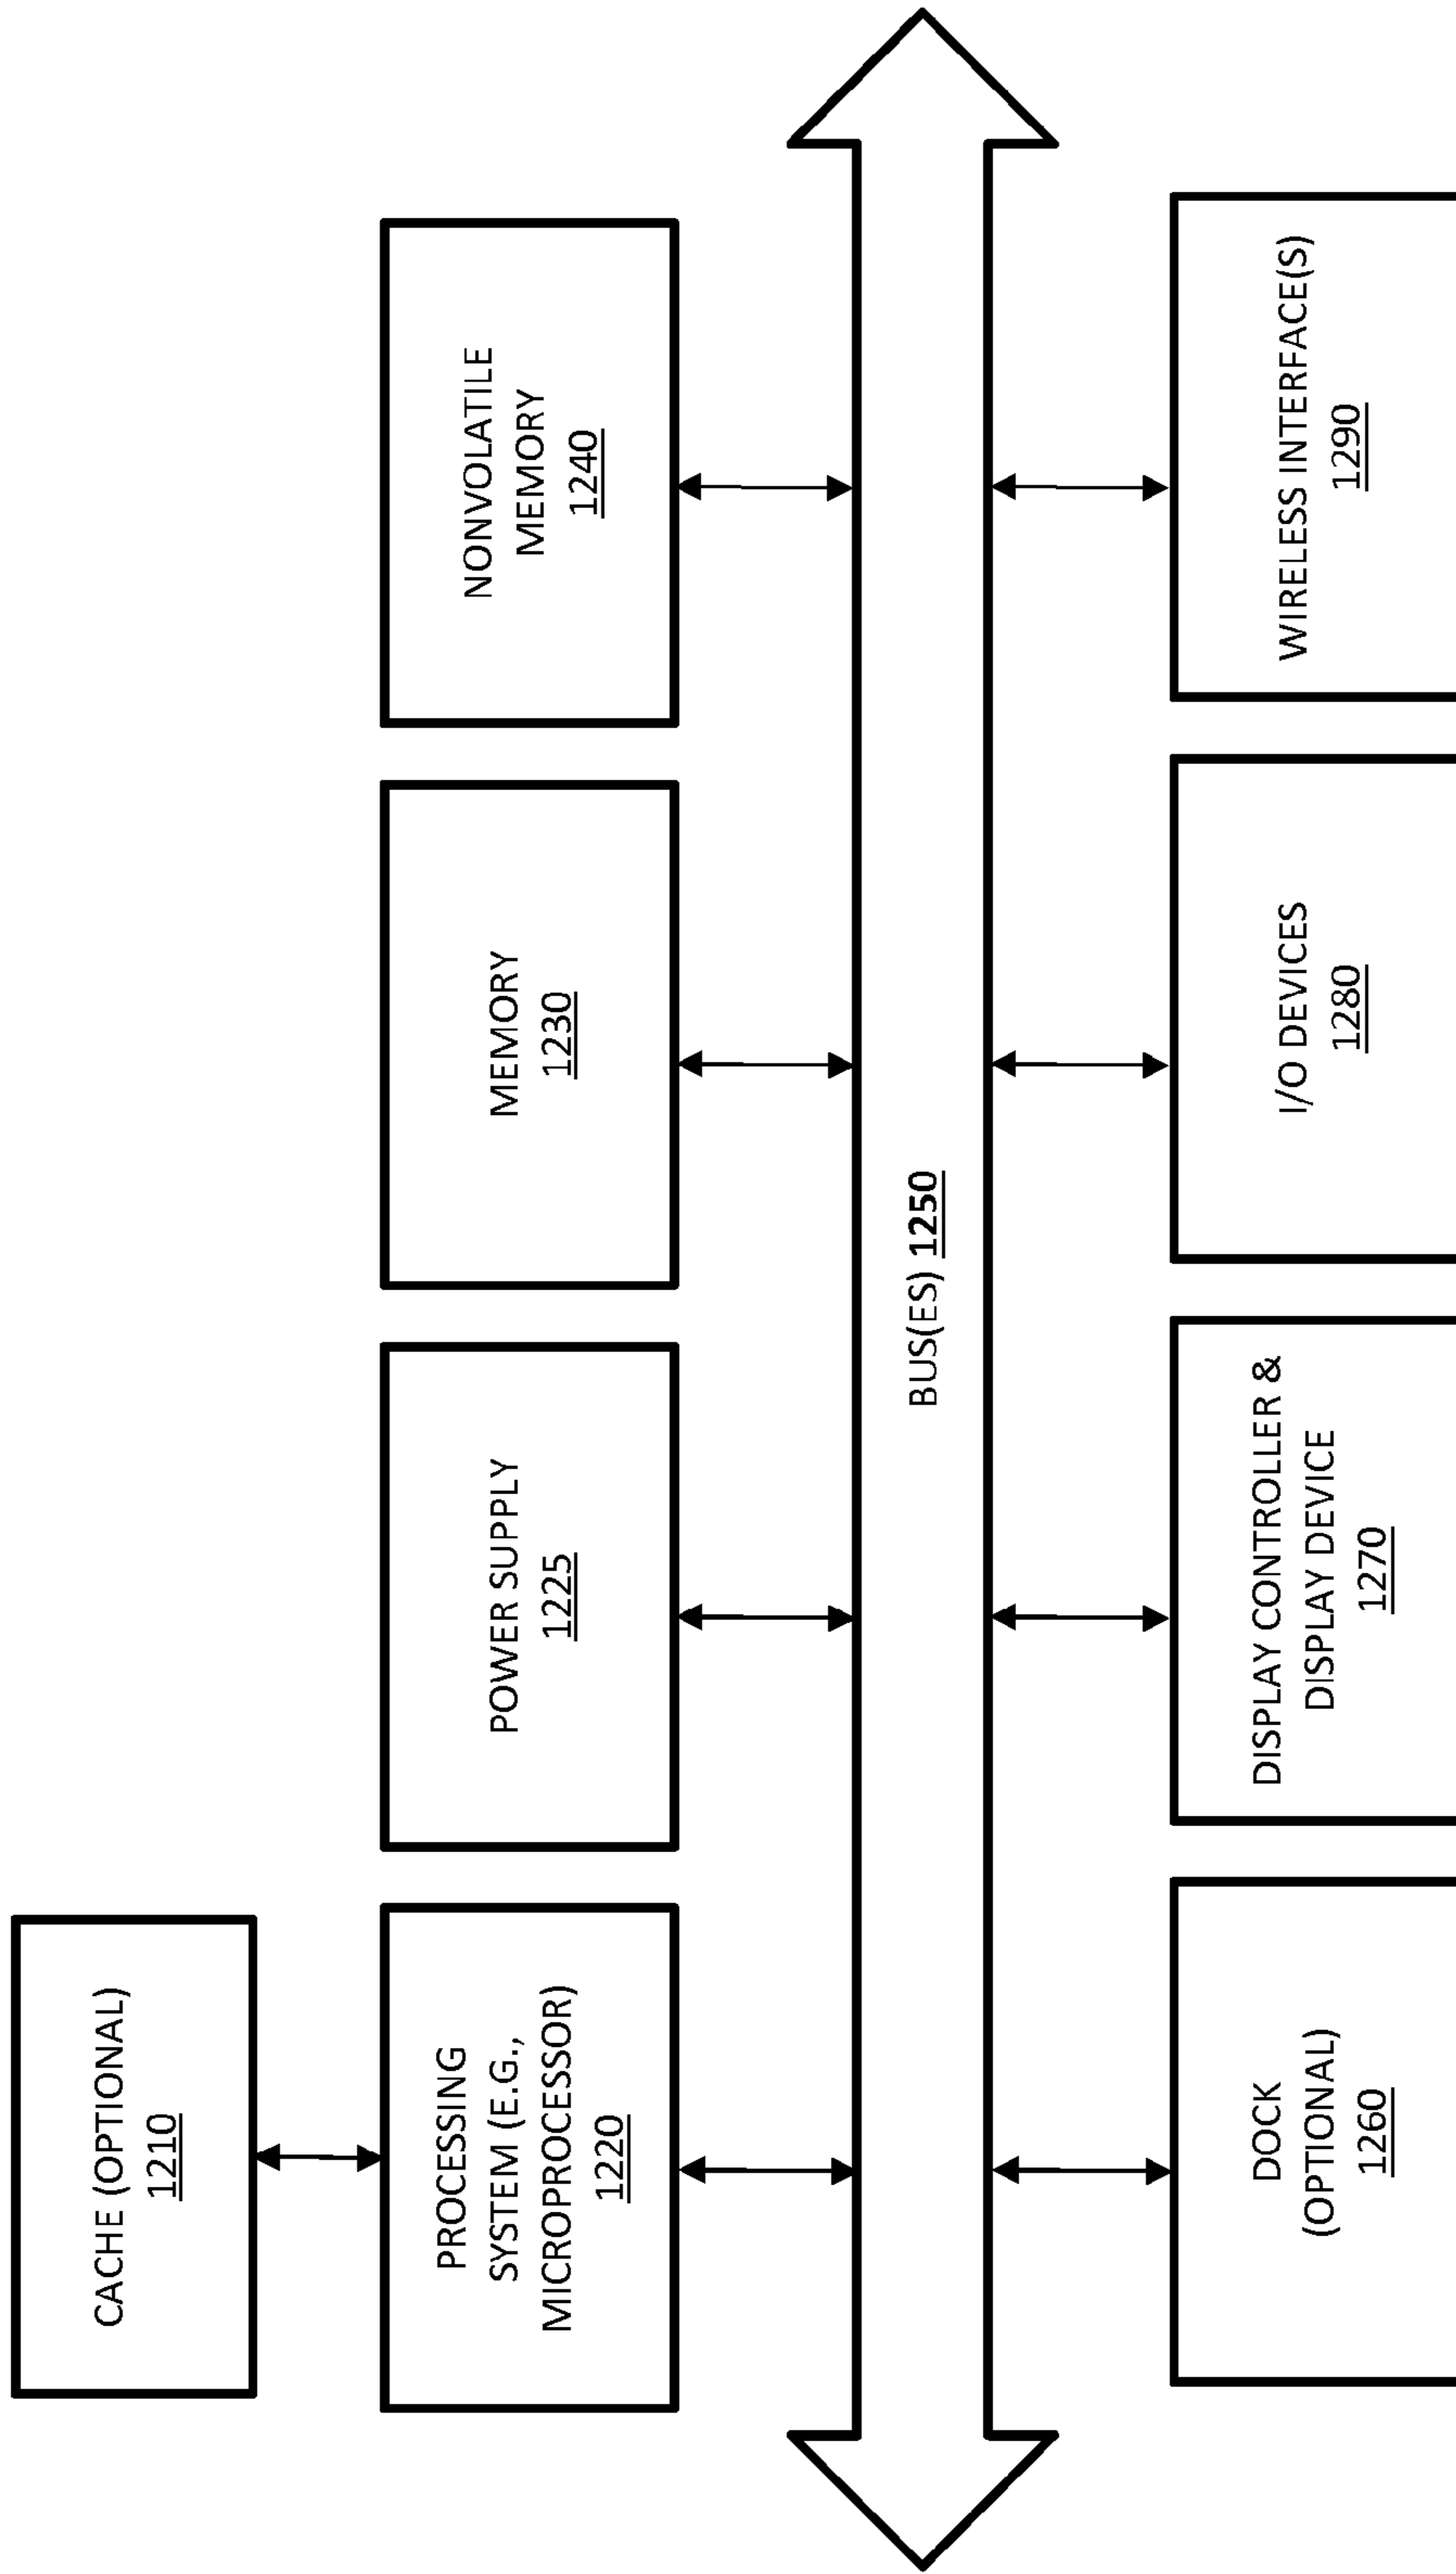 CACHE (OPTIONAL)
1210
PROCESSING
SYSTEM (E.G.,
MICROPROCESSOR)
1220
POWER SUPPLY
1225
MEMORY
1230
NONVOLATILE
MEMORY
1240
BUS(ES) 1250
DOCK
(OPTIONAL)
1260
DISPLAY CONTROLLER &
DISPLAY DEVICE
1270
I/O DEVICES
1280
WIRELESS INTERFACE(S)
1290